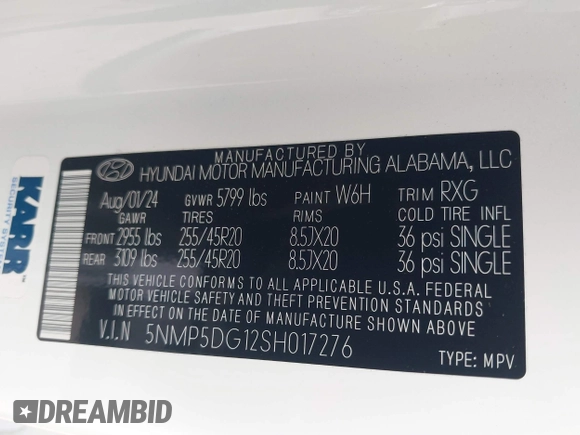 MANUFACTURED BY
HYUNDAI MOTOR MANUFACTURING ALABAMA, LLC
Aug/01/24 GVWR 5799 lbs PAINT W6H TRIM RXG
GAWR TIRES RIMS COLD TIRE INFL
FRONT 2955 lbs 255/45R20 8.5JX20 36 psi SINGLE
REAR 3109 lbs 255/45R20 8.5JX20 36 psi SINGLE
THIS VEHICLE CONFORMS TO ALL APPLICABLE U.S.A. FEDERAL
MOTOR VEHICLE SAFETY AND THEFT PREVENTION STANDARDS
IN EFFECT ON THE DATE OF MANUFACTURE SHOWN ABOVE.
V.I.N 5NMP5DG12SH017276
TYPE: MPV
KARR
SECURITY SYSTEMS
DREAMBID